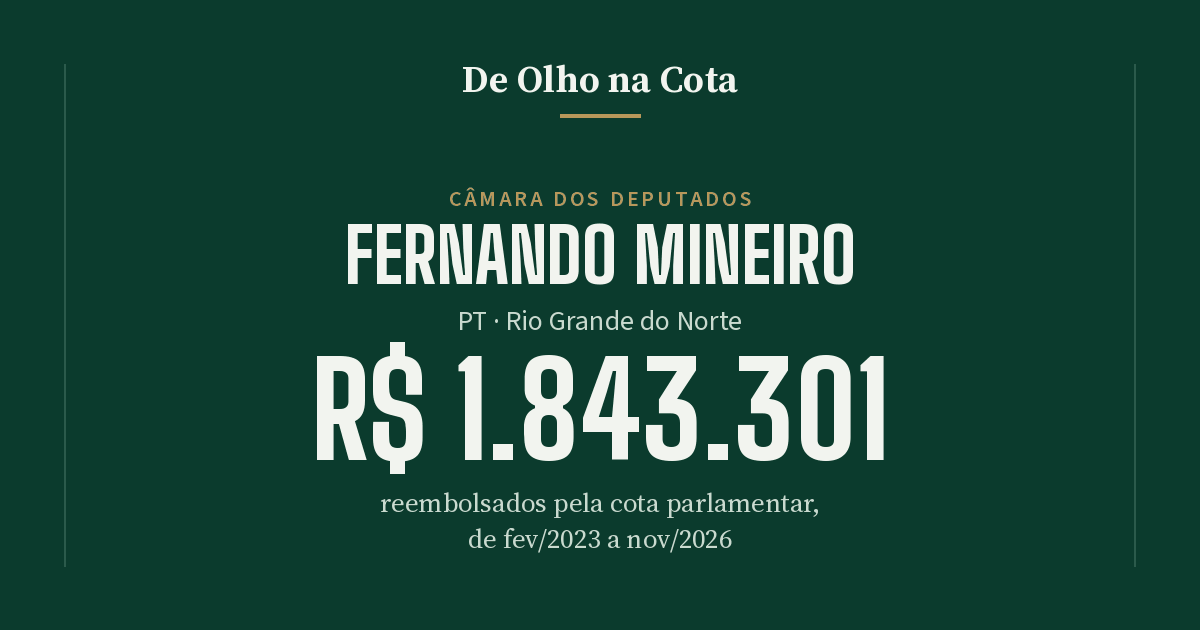 De Olho na Cota
CÂMARA DOS DEPUTADOS
FERNANDO MINEIRO
PT · Rio Grande do Norte
R$ 1.843.301
reembolsados pela cota parlamentar,
de fev/2023 a nov/2026